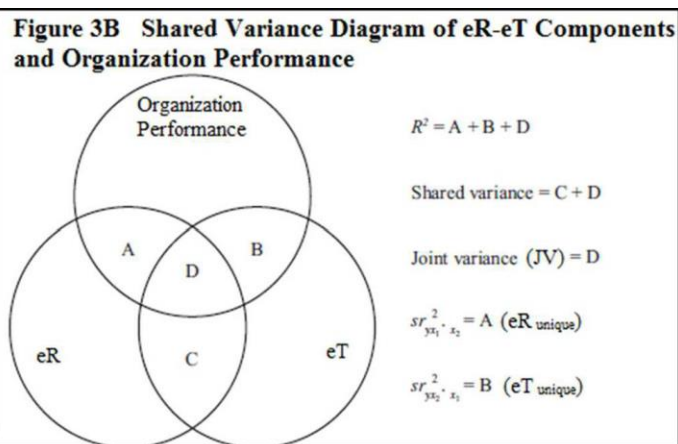 Figure 3B Shared Variance Diagram of eR-eT Components
and Organization Performance
Organization
Performance
A
B
D
C
eR
eT
R² = A + B + D
Shared variance = C + D
Joint variance (JV) = D
sr²yx₁·x₂ = A (eR unique)
sr²yx₂·x₁ = B (eT unique)